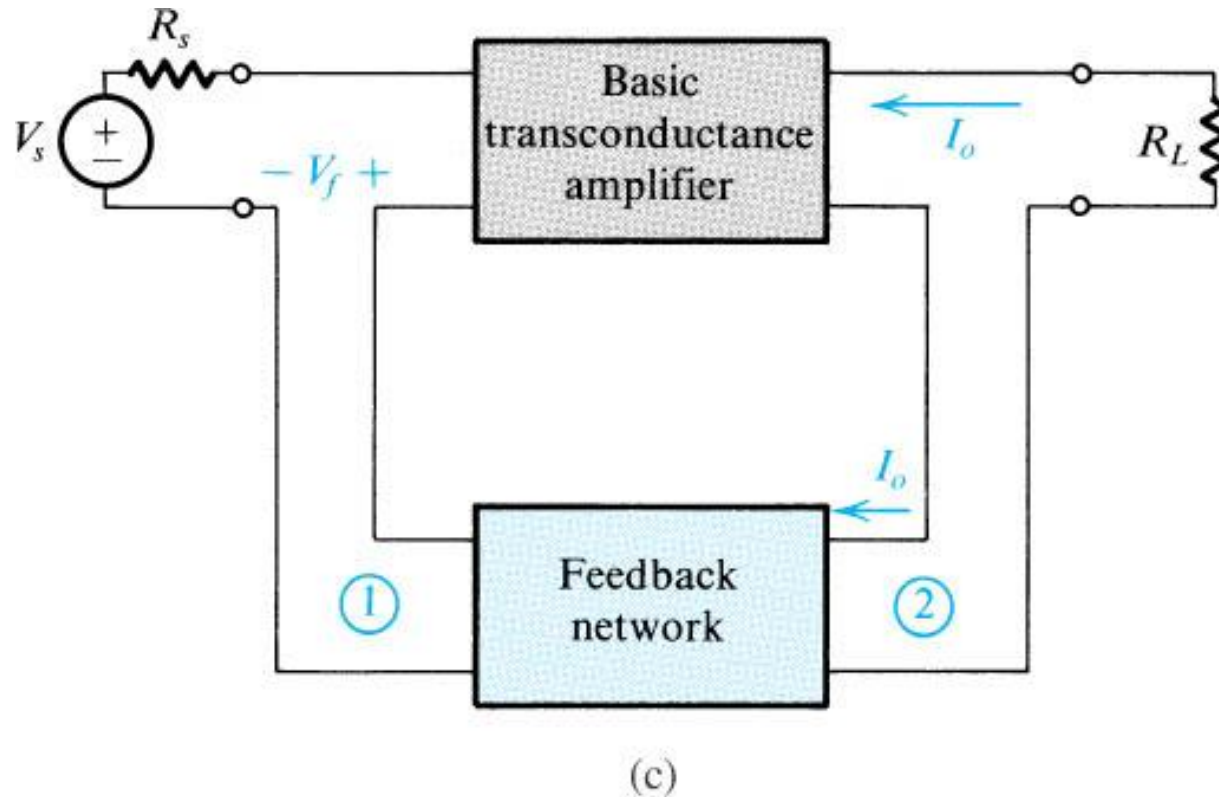 R_s
V_s
+
−
− V_f +
Basic
transconductance
amplifier
I_o
R_L
I_o
①
Feedback
network
②
(c)